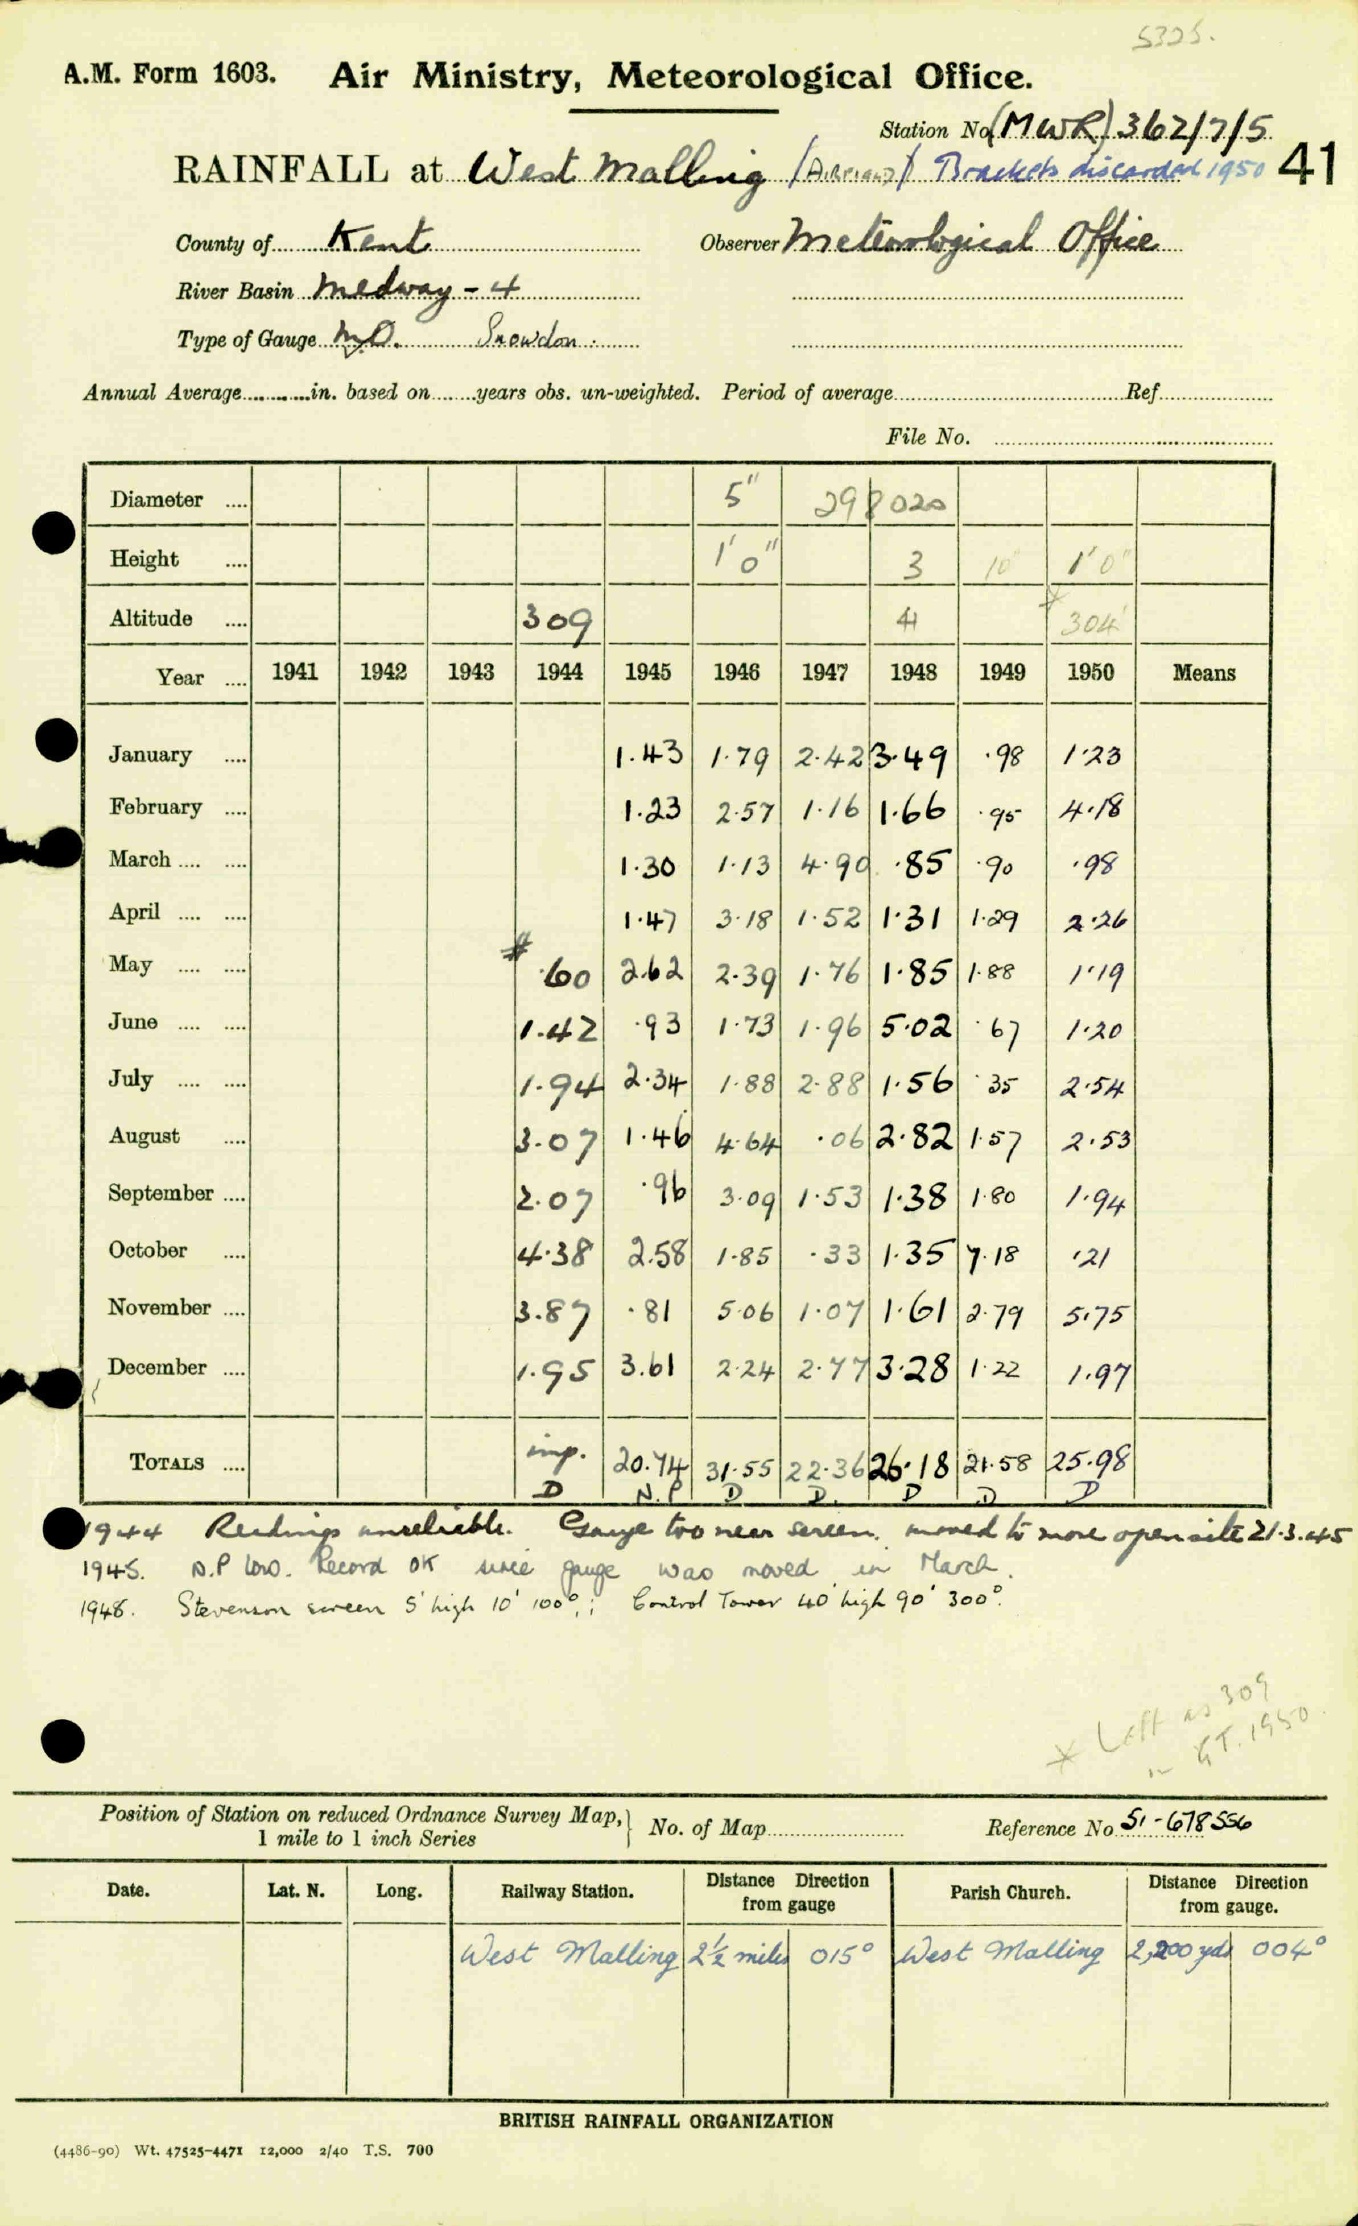 5325.
A.M. Form 1603. Air Ministry, Meteorological Office.
Station No. (MWR) 362/7/5
RAINFALL at West Malling (Airfield) Brackets discarded 1950 41
County of Kent Observer Meteorological Office
River Basin Medway - 4
Type of Gauge M.O. Snowdon.
Annual Average............in. based on........years obs. un-weighted. Period of average........ Ref........
File No. ........
Diameter .... 5" 298020
Height .... 1'0" 3 10" 1'0"
Altitude .... 309 4 * 304'
Year .... 1941 1942 1943 1944 1945 1946 1947 1948 1949 1950 Means
January .... 1.43 1.79 2.42 3.49 .98 1.23
February .... 1.23 2.57 1.16 1.66 .95 4.18
March .... .... 1.30 1.13 4.90 .85 .90 .98
April .... .... 1.47 3.18 1.52 1.31 1.29 2.26
May .... .... .60 2.62 2.39 1.76 1.85 1.88 1.19
June .... .... 1.42 .93 1.73 1.96 5.02 .67 1.20
July .... .... 1.94 2.34 1.88 2.88 1.56 .35 2.54
August .... 3.07 1.46 4.64 .06 2.82 1.57 2.53
September .... 2.07 .96 3.09 1.53 1.38 1.80 1.94
October .... 4.38 2.58 1.85 .33 1.35 7.18 .21
November .... 3.87 .81 5.06 1.07 1.61 2.79 5.75
December .... 1.95 3.61 2.24 2.77 3.28 1.22 1.97
TOTALS .... imp. 20.74 31.55 22.36 26.18 21.58 25.98
D N.P D D. D D D
1944 Readings unreliable. Gauge too near screen. moved to more open site 21.3.45
1945. N.P low. Record OK since gauge was moved in March.
1948. Stevenson screen 5' high 10' 100°; Control Tower 40' high 90' 300°.
* Left as 309
in G.T. 1950.
Position of Station on reduced Ordnance Survey Map, 1 mile to 1 inch Series } No. of Map........ Reference No 51-678556
Date. Lat. N. Long. Railway Station. Distance Direction from gauge Parish Church. Distance Direction from gauge.
West Malling 2½ miles 015° West Malling 2,200 yds 004°
BRITISH RAINFALL ORGANIZATION
(4486-90) Wt. 47525-4471 12,000 2/40 T.S. 700